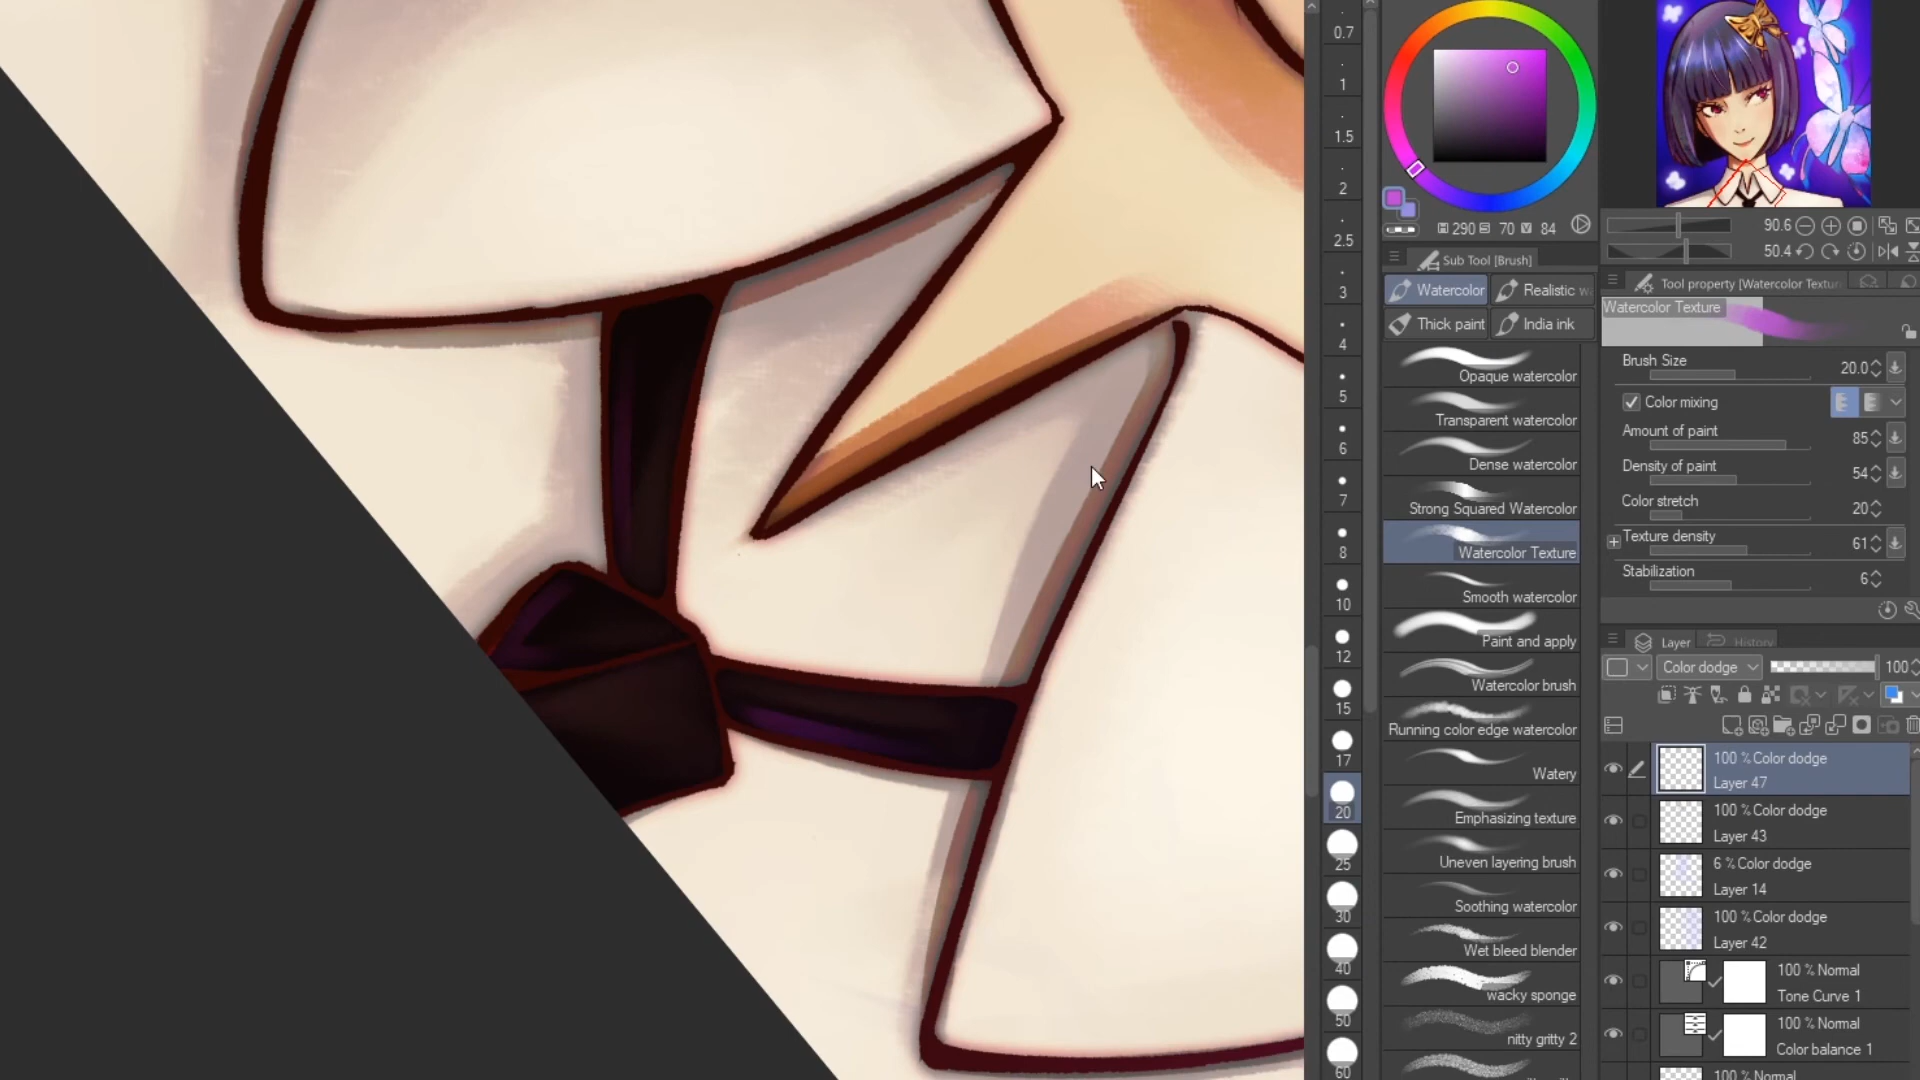 0.7
1
1.5
2
2.5
3
4
5
6
7
8
10
12
15
17
20
25
30
40
50
60
H 290 S 70 V 84
Sub Tool [Brush]
Watercolor
Realistic w
Thick paint
India ink
Opaque watercolor
Transparent watercolor
Dense watercolor
Strong Squared Watercolor
Watercolor Texture
Smooth watercolor
Paint and apply
Watercolor brush
Running color edge watercolor
Watery
Emphasizing texture
Uneven layering brush
Soothing watercolor
Wet bleed blender
wacky sponge
nitty gritty 2
90.6
50.4
Tool property [Watercolor Textur
Watercolor Texture
Brush Size 20.0
Color mixing
Amount of paint 85
Density of paint 54
Color stretch 20
Texture density 61
Stabilization 6
Layer History
Color dodge 100
100 % Color dodge
Layer 47
100 % Color dodge
Layer 43
6 % Color dodge
Layer 14
100 % Color dodge
Layer 42
100 % Normal
Tone Curve 1
100 % Normal
Color balance 1
100 % Normal